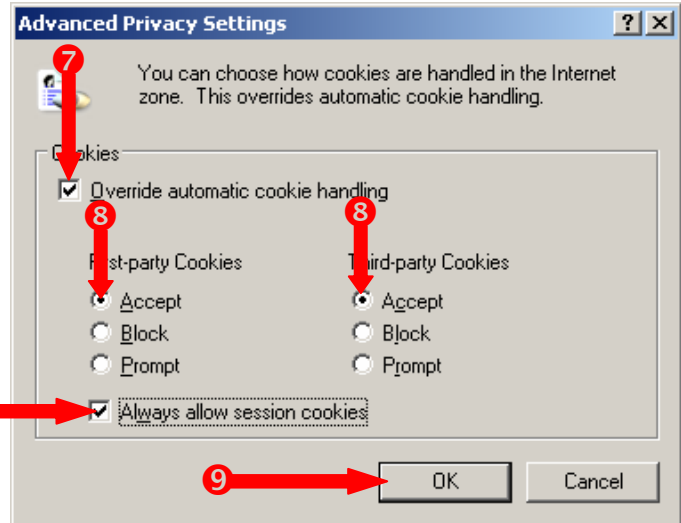 Advanced Privacy Settings
7
You can choose how cookies are handled in the Internet
zone. This overrides automatic cookie handling.
Cookies
Override automatic cookie handling
8 8
First-party Cookies Third-party Cookies
Accept Accept
Block Block
Prompt Prompt
Always allow session cookies
9 OK Cancel